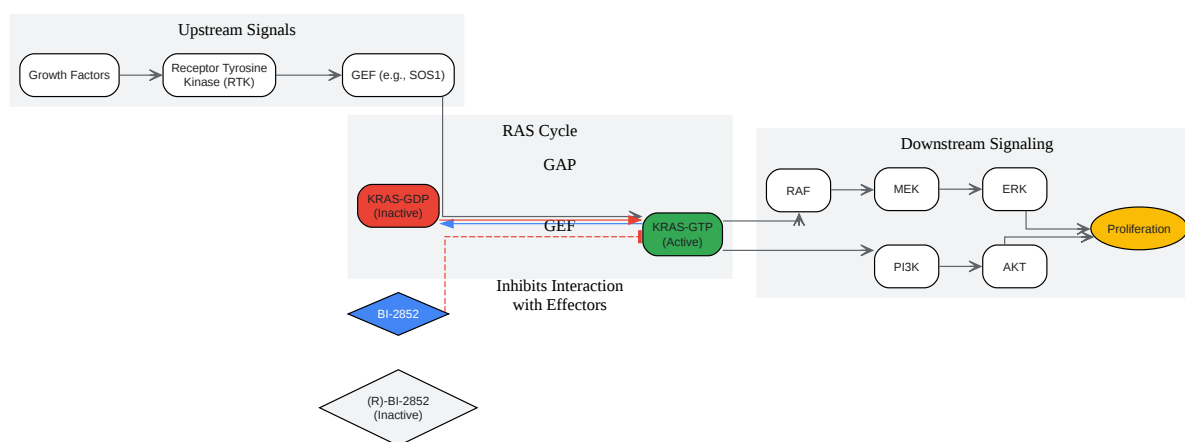 Upstream Signals
Growth Factors
Receptor Tyrosine
Kinase (RTK)
GEF (e.g., SOS1)
RAS Cycle
GAP
KRAS-GDP
(Inactive)
GEF
KRAS-GTP
(Active)
Downstream Signaling
RAF
MEK
ERK
Proliferation
PI3K
AKT
Inhibits Interaction
with Effectors
BI-2852
(R)-BI-2852
(Inactive)